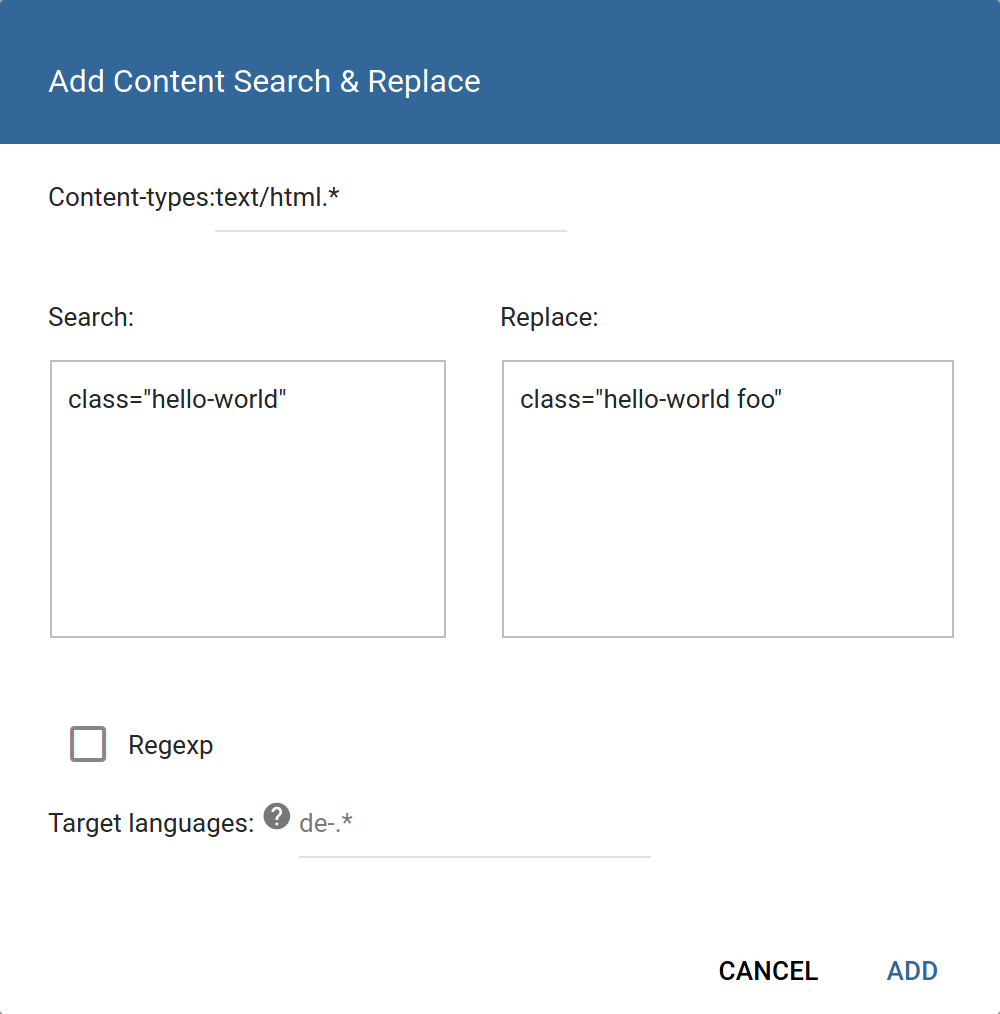 Add Content Search & Replace
Content-types:text/html.*
Search:
Replace:
class="hello-world"
class="hello-world foo"
Regexp
Target languages: ? de-.*
CANCEL
ADD